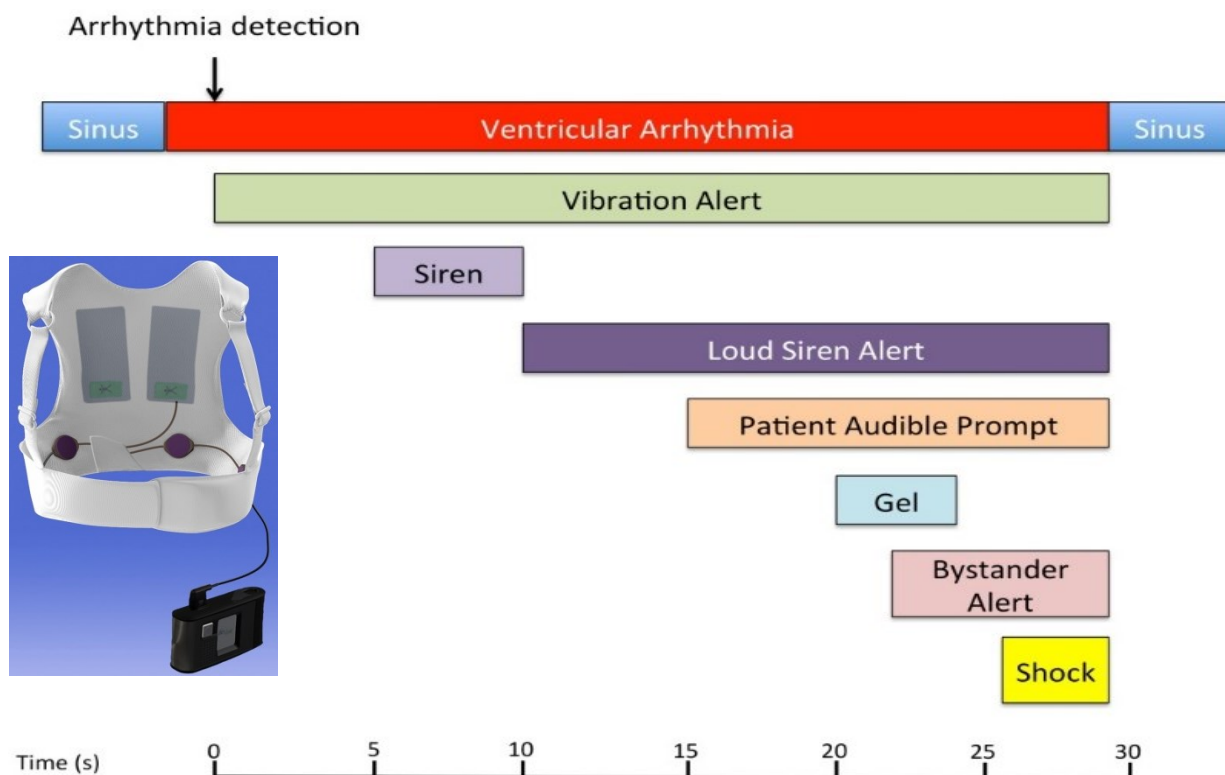 Arrhythmia detection
Sinus Ventricular Arrhythmia Sinus
Vibration Alert
Siren
Loud Siren Alert
Patient Audible Prompt
Gel
Bystander
Alert
Shock
Time (s) 0 5 10 15 20 25 30